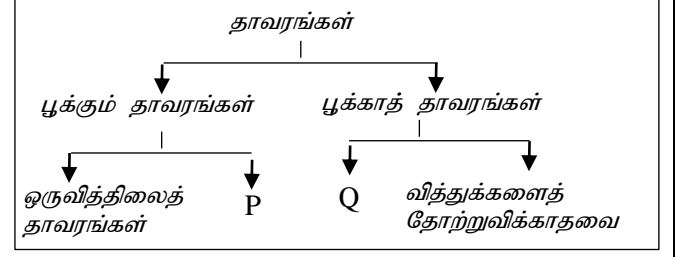 தாவரங்கள்
பூக்கும் தாவரங்கள் பூக்காத் தாவரங்கள்
ஒருவித்திலைத் தாவரங்கள் P Q வித்துக்களைத் தோற்றுவிக்காதவை